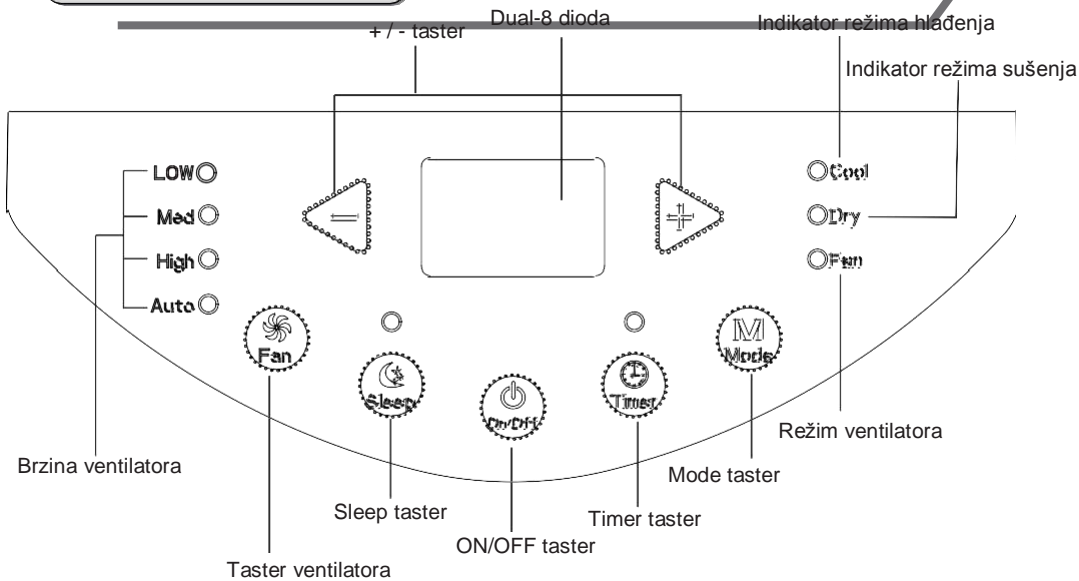 Dual-8 dioda
Indikator režima hlađenja
+ / - taster
Indikator režima sušenja
LOW
Med
High
Auto
Cool
Dry
Fan
Fan
Sleep
On/Off
Timer
Mode
Brzina ventilatora
Režim ventilatora
Mode taster
Sleep taster
Timer taster
ON/OFF taster
Taster ventilatora